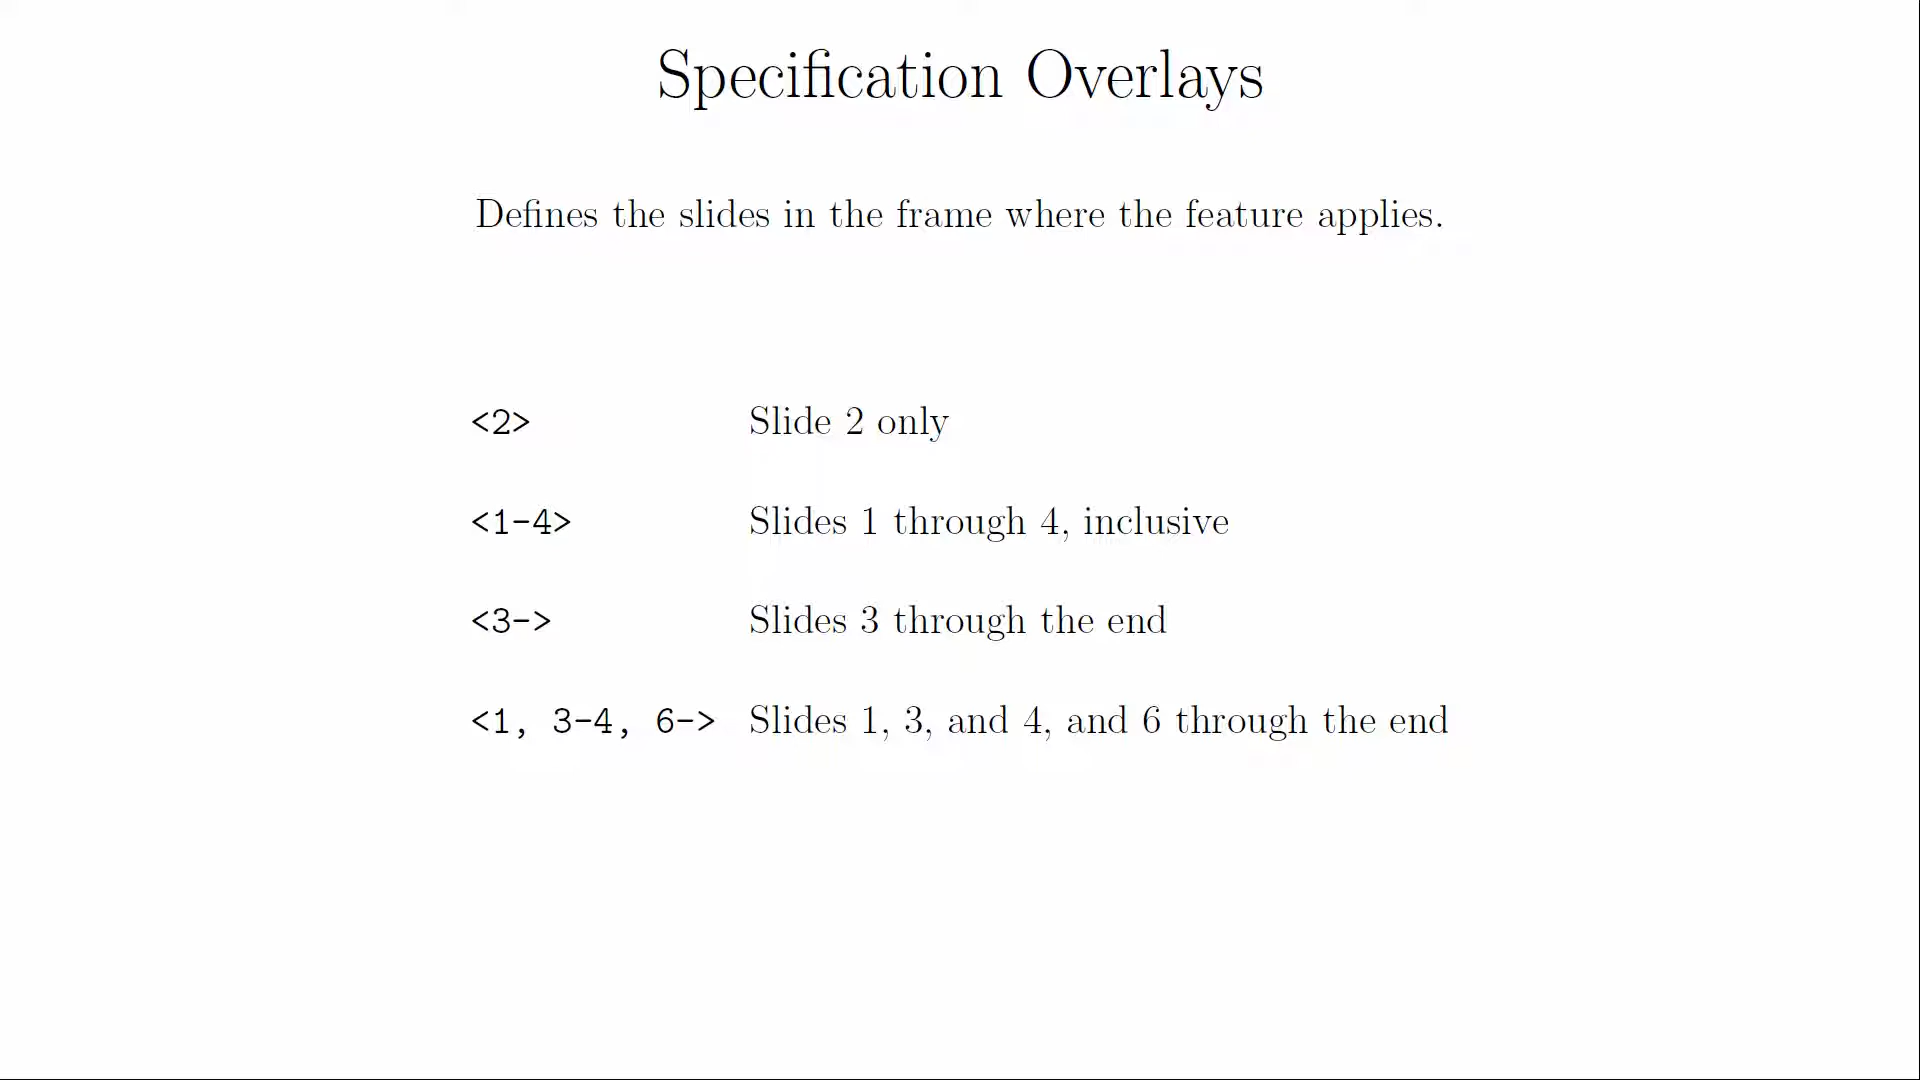 Specification Overlays
Defines the slides in the frame where the feature applies.
<2> Slide 2 only
<1-4> Slides 1 through 4, inclusive
<3-> Slides 3 through the end
<1, 3-4, 6-> Slides 1, 3, and 4, and 6 through the end